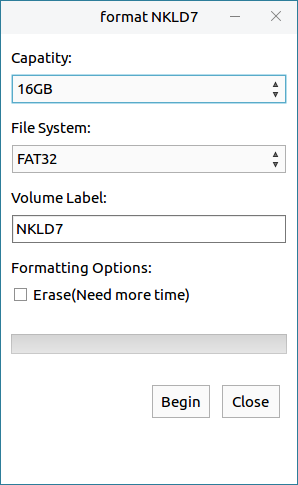 format NKLD7
Capatity:
16GB
File System:
FAT32
Volume Label:
NKLD7
Formatting Options:
Erase(Need more time)
Begin Close